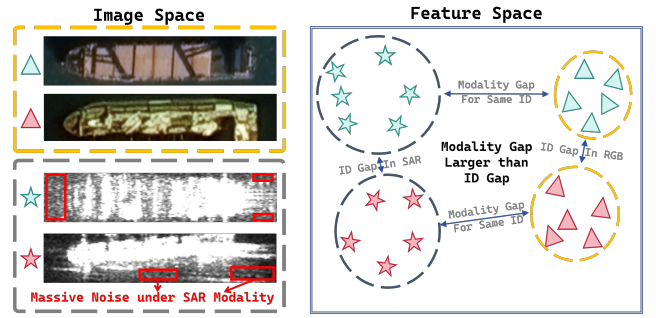 Image Space
Massive Noise under SAR Modality
Feature Space
Modality Gap
For Same ID
Modality Gap
Larger than
ID Gap
ID Gap In SAR
ID Gap In RGB
Modality Gap
For Same ID